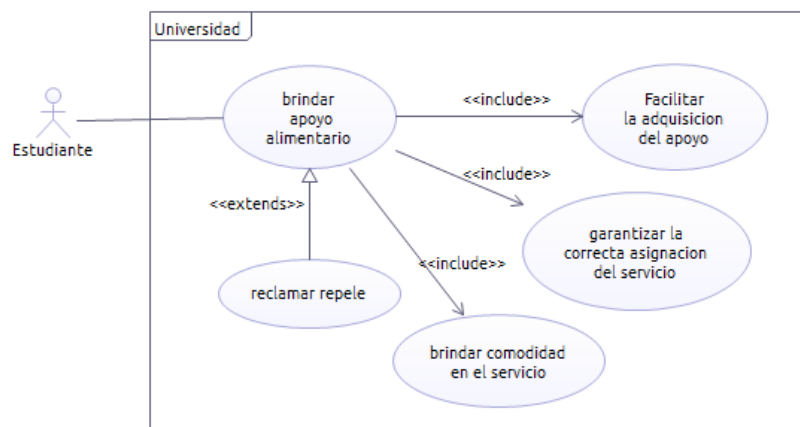 Universidad
Estudiante
brindar
apoyo
alimentario
<<include>>
Facilitar
la adquisicion
del apoyo
<<include>>
garantizar la
correcta asignacion
del servicio
<<extends>>
reclamar repele
<<include>>
brindar comodidad
en el servicio